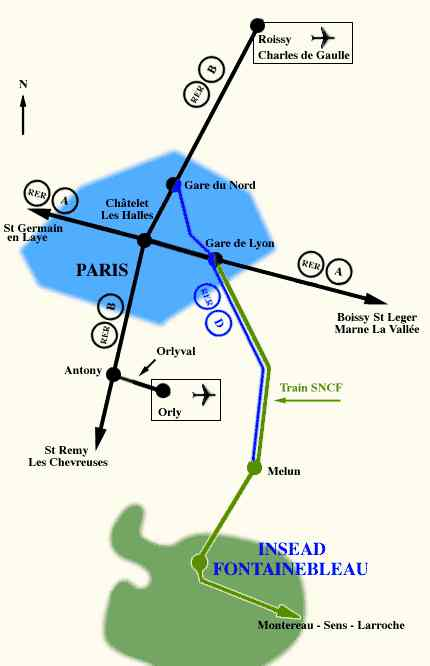 Roissy
Charles de Gaulle
B
RER
N
Gare du Nord
RER
A
Châtelet
Les Halles
St Germain
en Laye
Gare de Lyon
PARIS
RER
A
RER
D
B
RER
Boissy St Leger
Marne La Vallée
Orlyval
Antony
Orly
Train SNCF
St Remy
Les Chevreuses
Melun
INSEAD
FONTAINEBLEAU
Montereau - Sens - Larroche